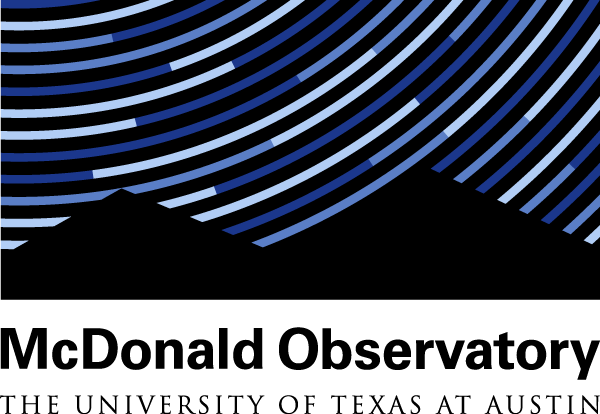 McDonald Observatory
THE UNIVERSITY OF TEXAS AT AUSTIN